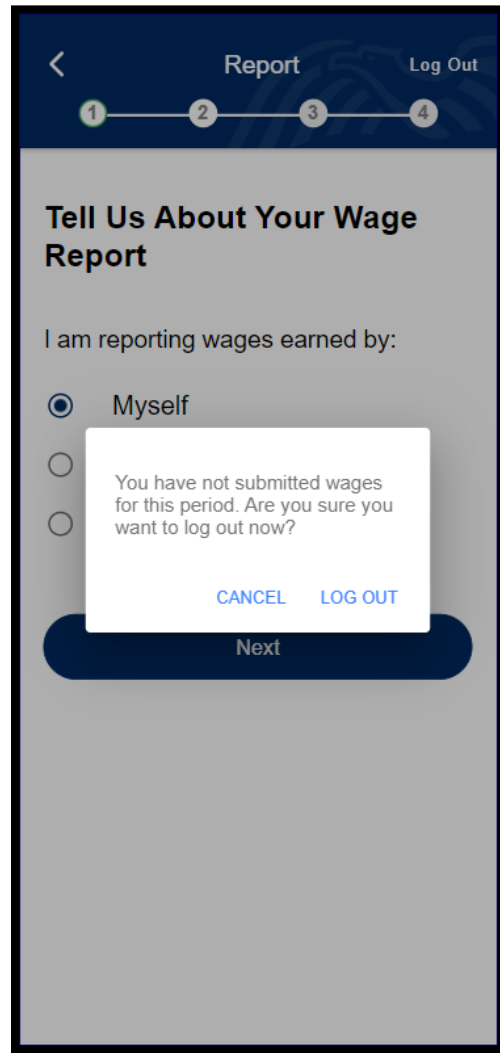 Report
Log Out
1
2
3
4
Tell Us About Your Wage
Report
I am reporting wages earned by:
Myself
You have not submitted wages
for this period. Are you sure you
want to log out now?
CANCEL
LOG OUT
Next